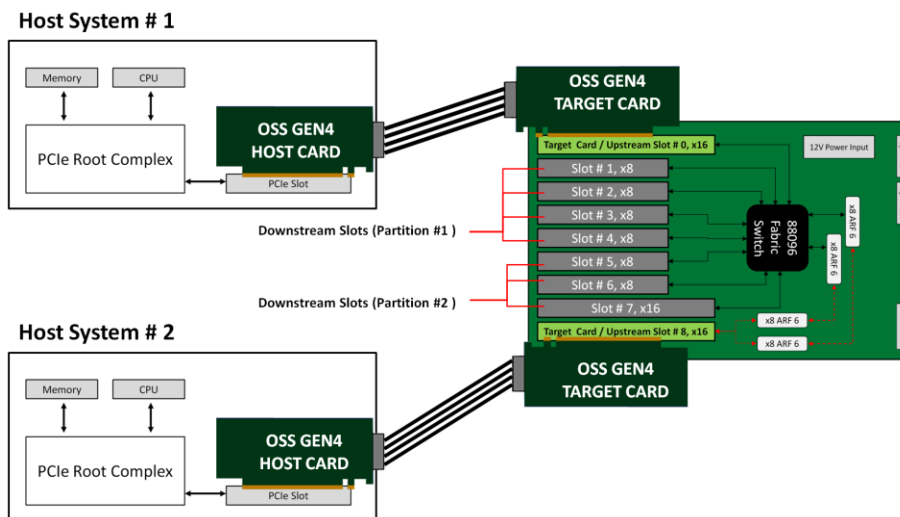 Host System # 1
Memory
CPU
PCIe Root Complex
OSS GEN4
HOST CARD
PCIe Slot
OSS GEN4
TARGET CARD
Target Card / Upstream Slot # 0, x16
12V Power Input
Slot # 1, x8
Slot # 2, x8
Slot # 3, x8
Slot # 4, x8
Slot # 5, x8
Slot # 6, x8
Slot # 7, x16
Target Card / Upstream Slot # 8, x16
88096
Fabric
Switch
x8 ARF 6
x8 ARF 6
x8 ARF 6
x8 ARF 6
Downstream Slots (Partition #1 )
Downstream Slots (Partition #2 )
OSS GEN4
TARGET CARD
Host System # 2
Memory
CPU
PCIe Root Complex
OSS GEN4
HOST CARD
PCIe Slot